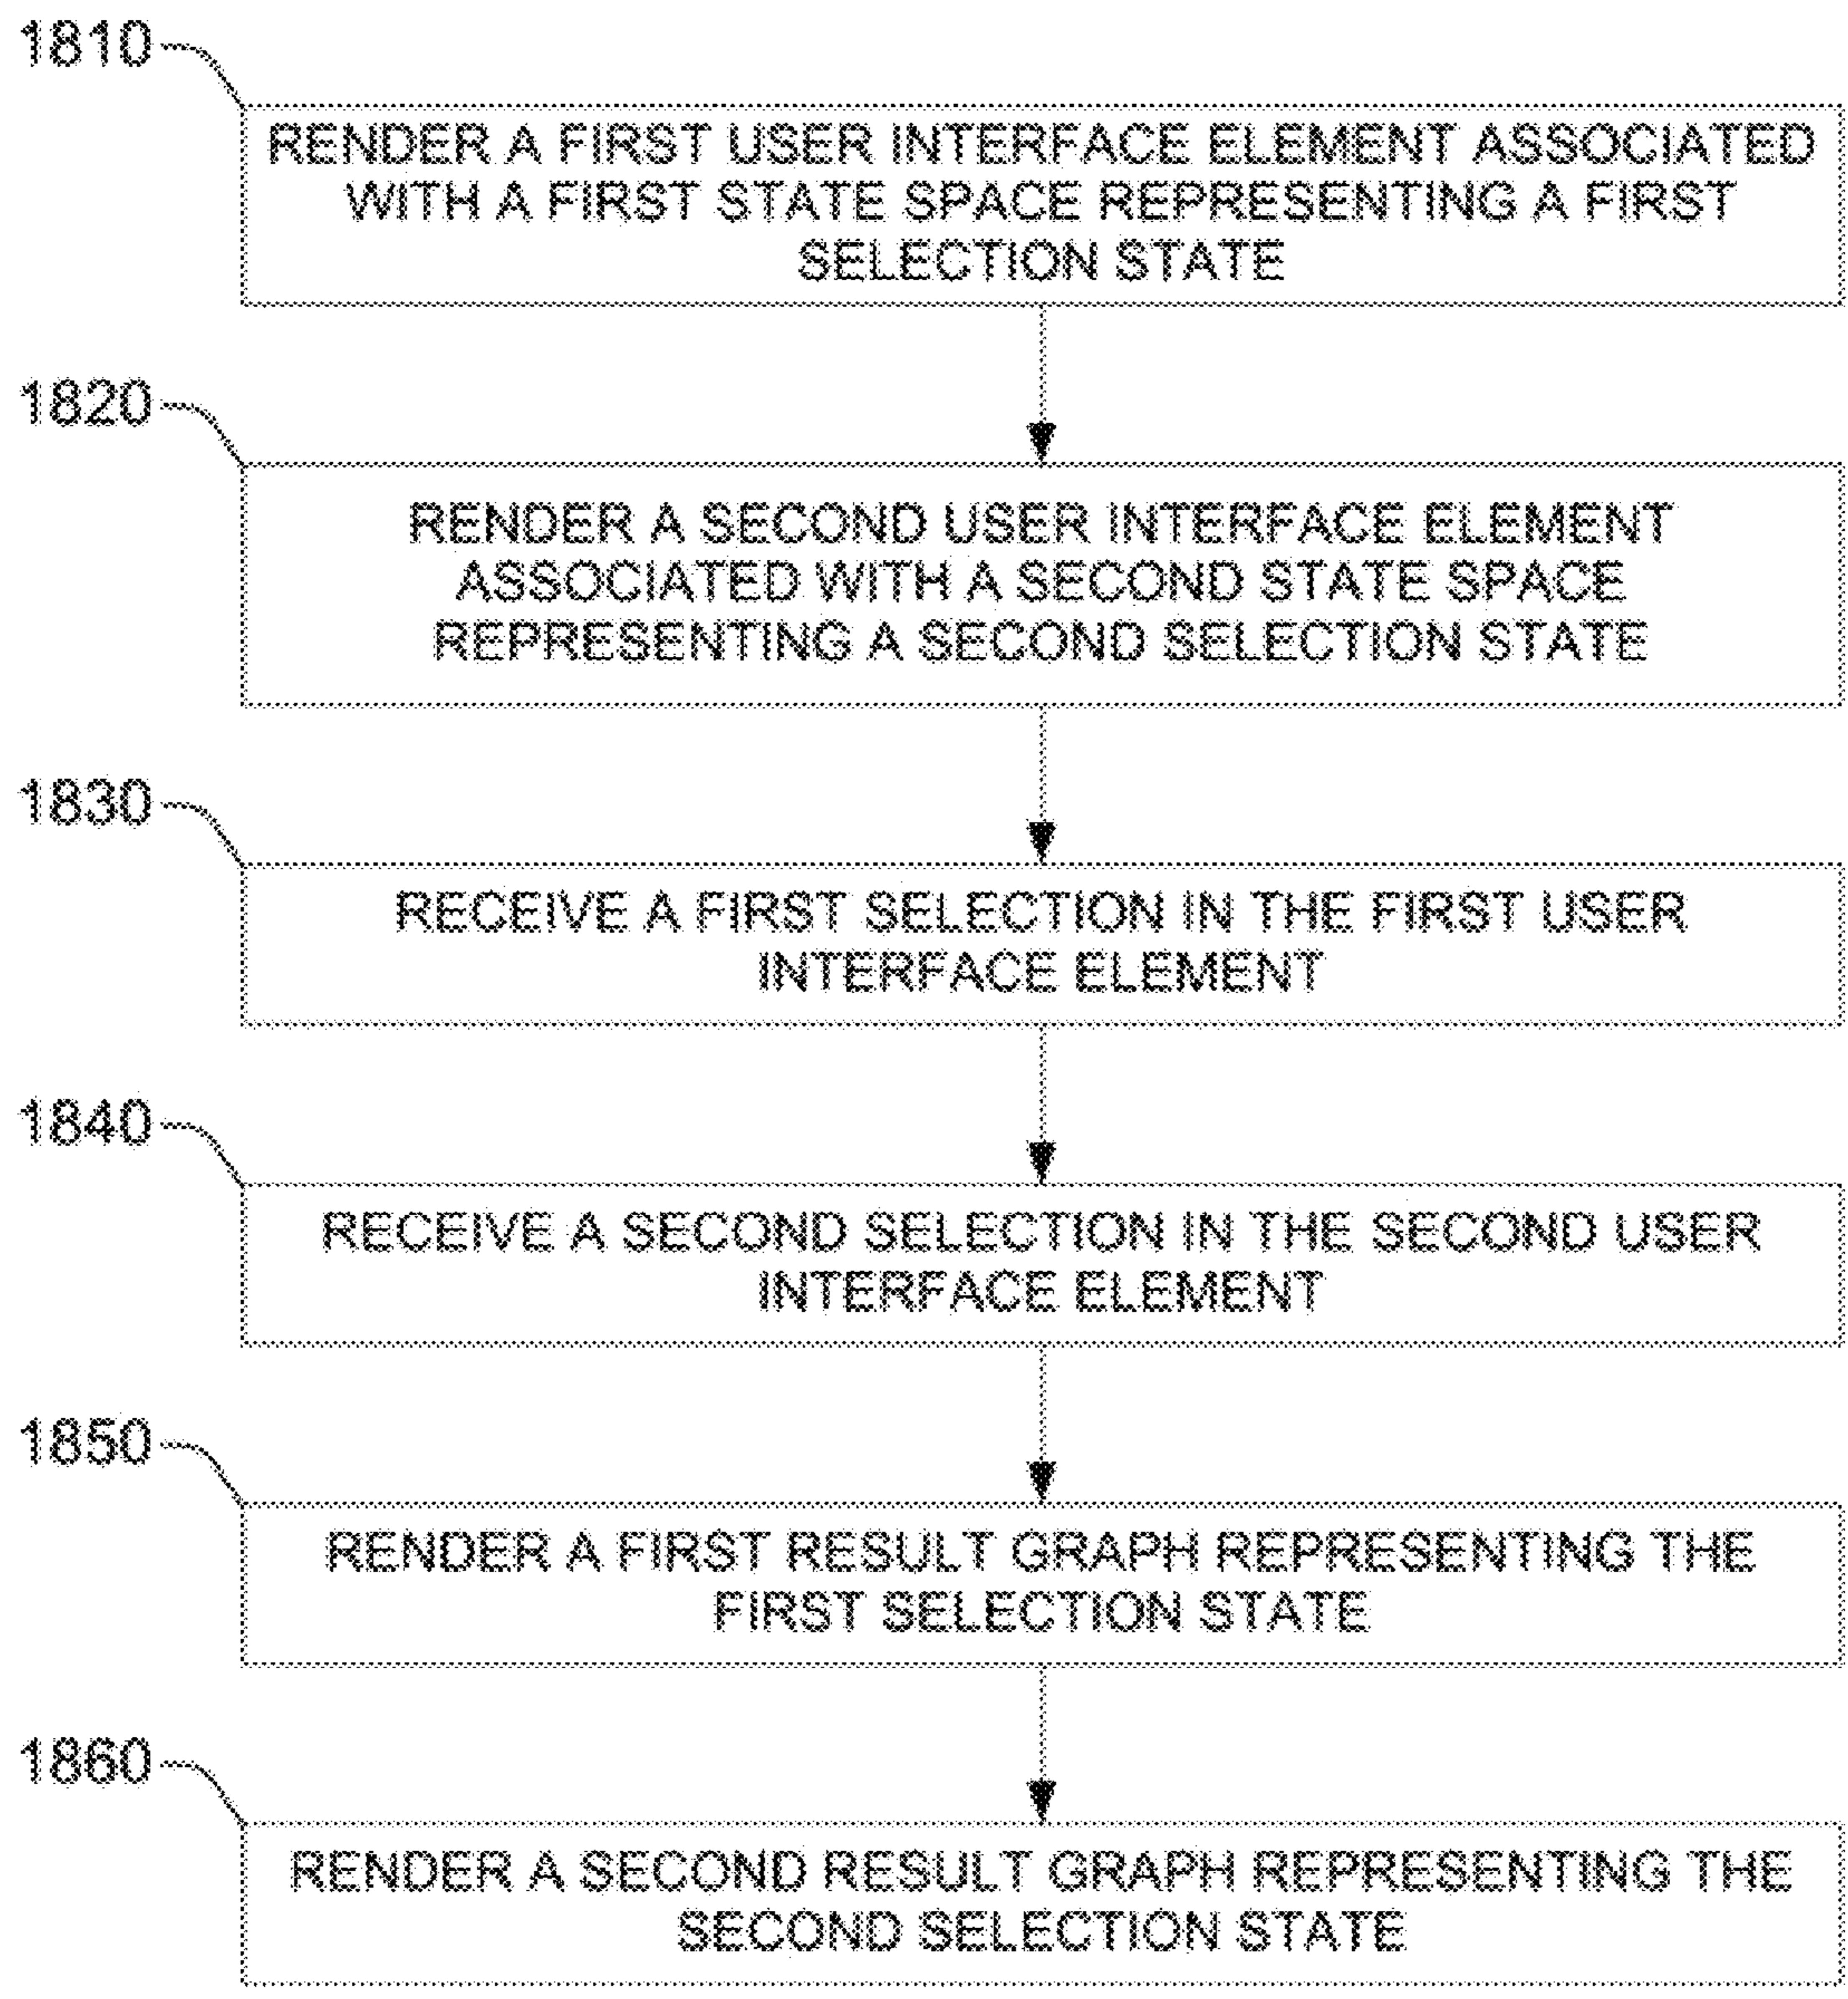 1810
RENDER A FIRST USER INTERFACE ELEMENT ASSOCIATED
WITH A FIRST STATE SPACE REPRESENTING A FIRST
SELECTION STATE
1820
RENDER A SECOND USER INTERFACE ELEMENT
ASSOCIATED WITH A SECOND STATE SPACE
REPRESENTING A SECOND SELECTION STATE
1830
RECEIVE A FIRST SELECTION IN THE FIRST USER
INTERFACE ELEMENT
1840
RECEIVE A SECOND SELECTION IN THE SECOND USER
INTERFACE ELEMENT
1850
RENDER A FIRST RESULT GRAPH REPRESENTING THE
FIRST SELECTION STATE
1860
RENDER A SECOND RESULT GRAPH REPRESENTING THE
SECOND SELECTION STATE